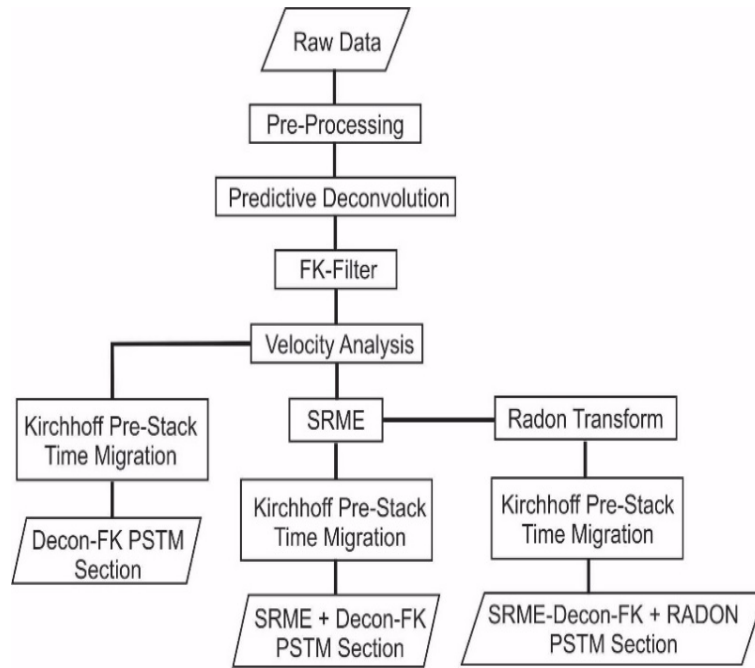 Raw Data
Pre-Processing
Predictive Deconvolution
FK-Filter
Velocity Analysis
Kirchhoff Pre-Stack
Time Migration
Decon-FK PSTM
Section
SRME
Kirchhoff Pre-Stack
Time Migration
SRME + Decon-FK
PSTM Section
Radon Transform
Kirchhoff Pre-Stack
Time Migration
SRME-Decon-FK + RADON
PSTM Section